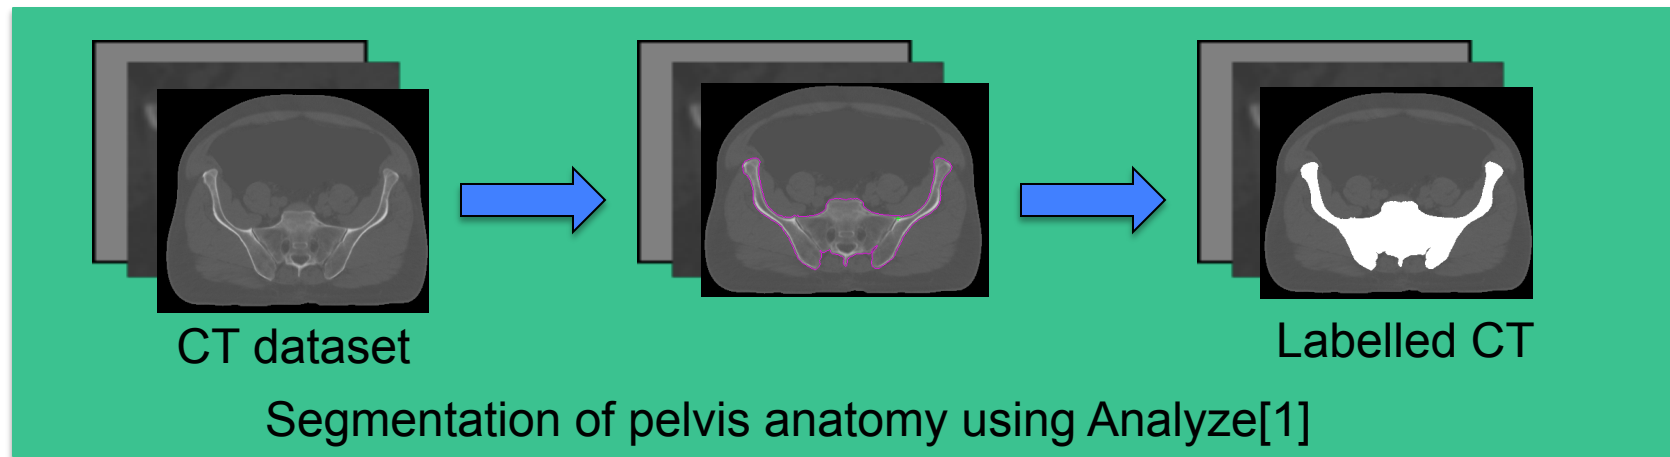 CT dataset
Labelled CT
Segmentation of pelvis anatomy using Analyze[1]